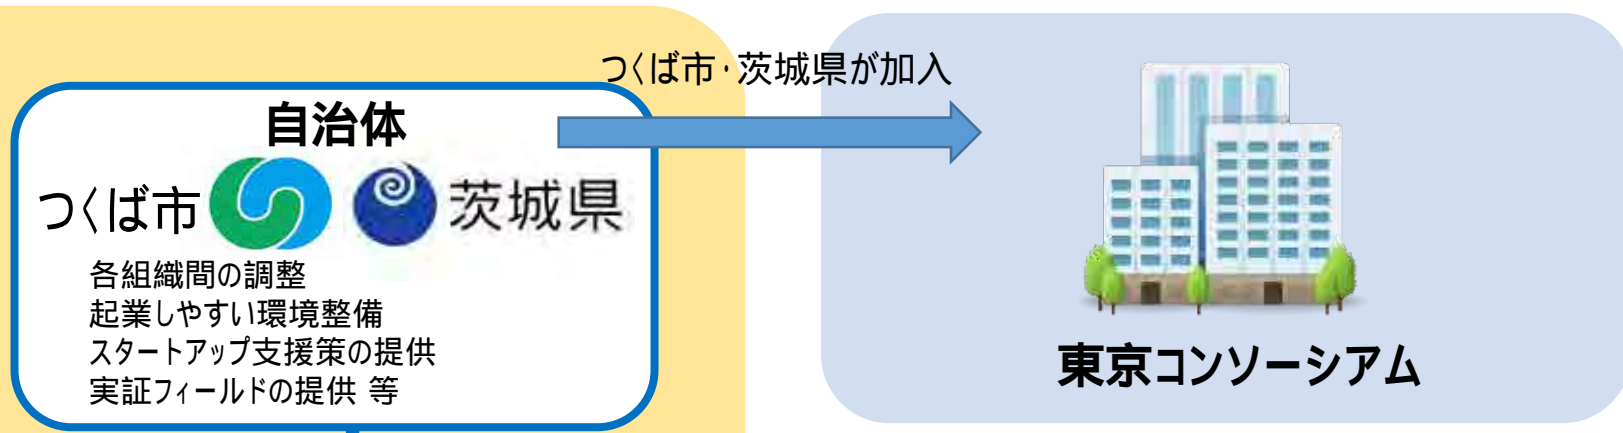 つくば市・茨城県が加入
自治体
つくば市 茨城県
各組織間の調整
起業しやすい環境整備
スタートアップ支援策の提供
実証フィールドの提供 等
東京コンソーシアム